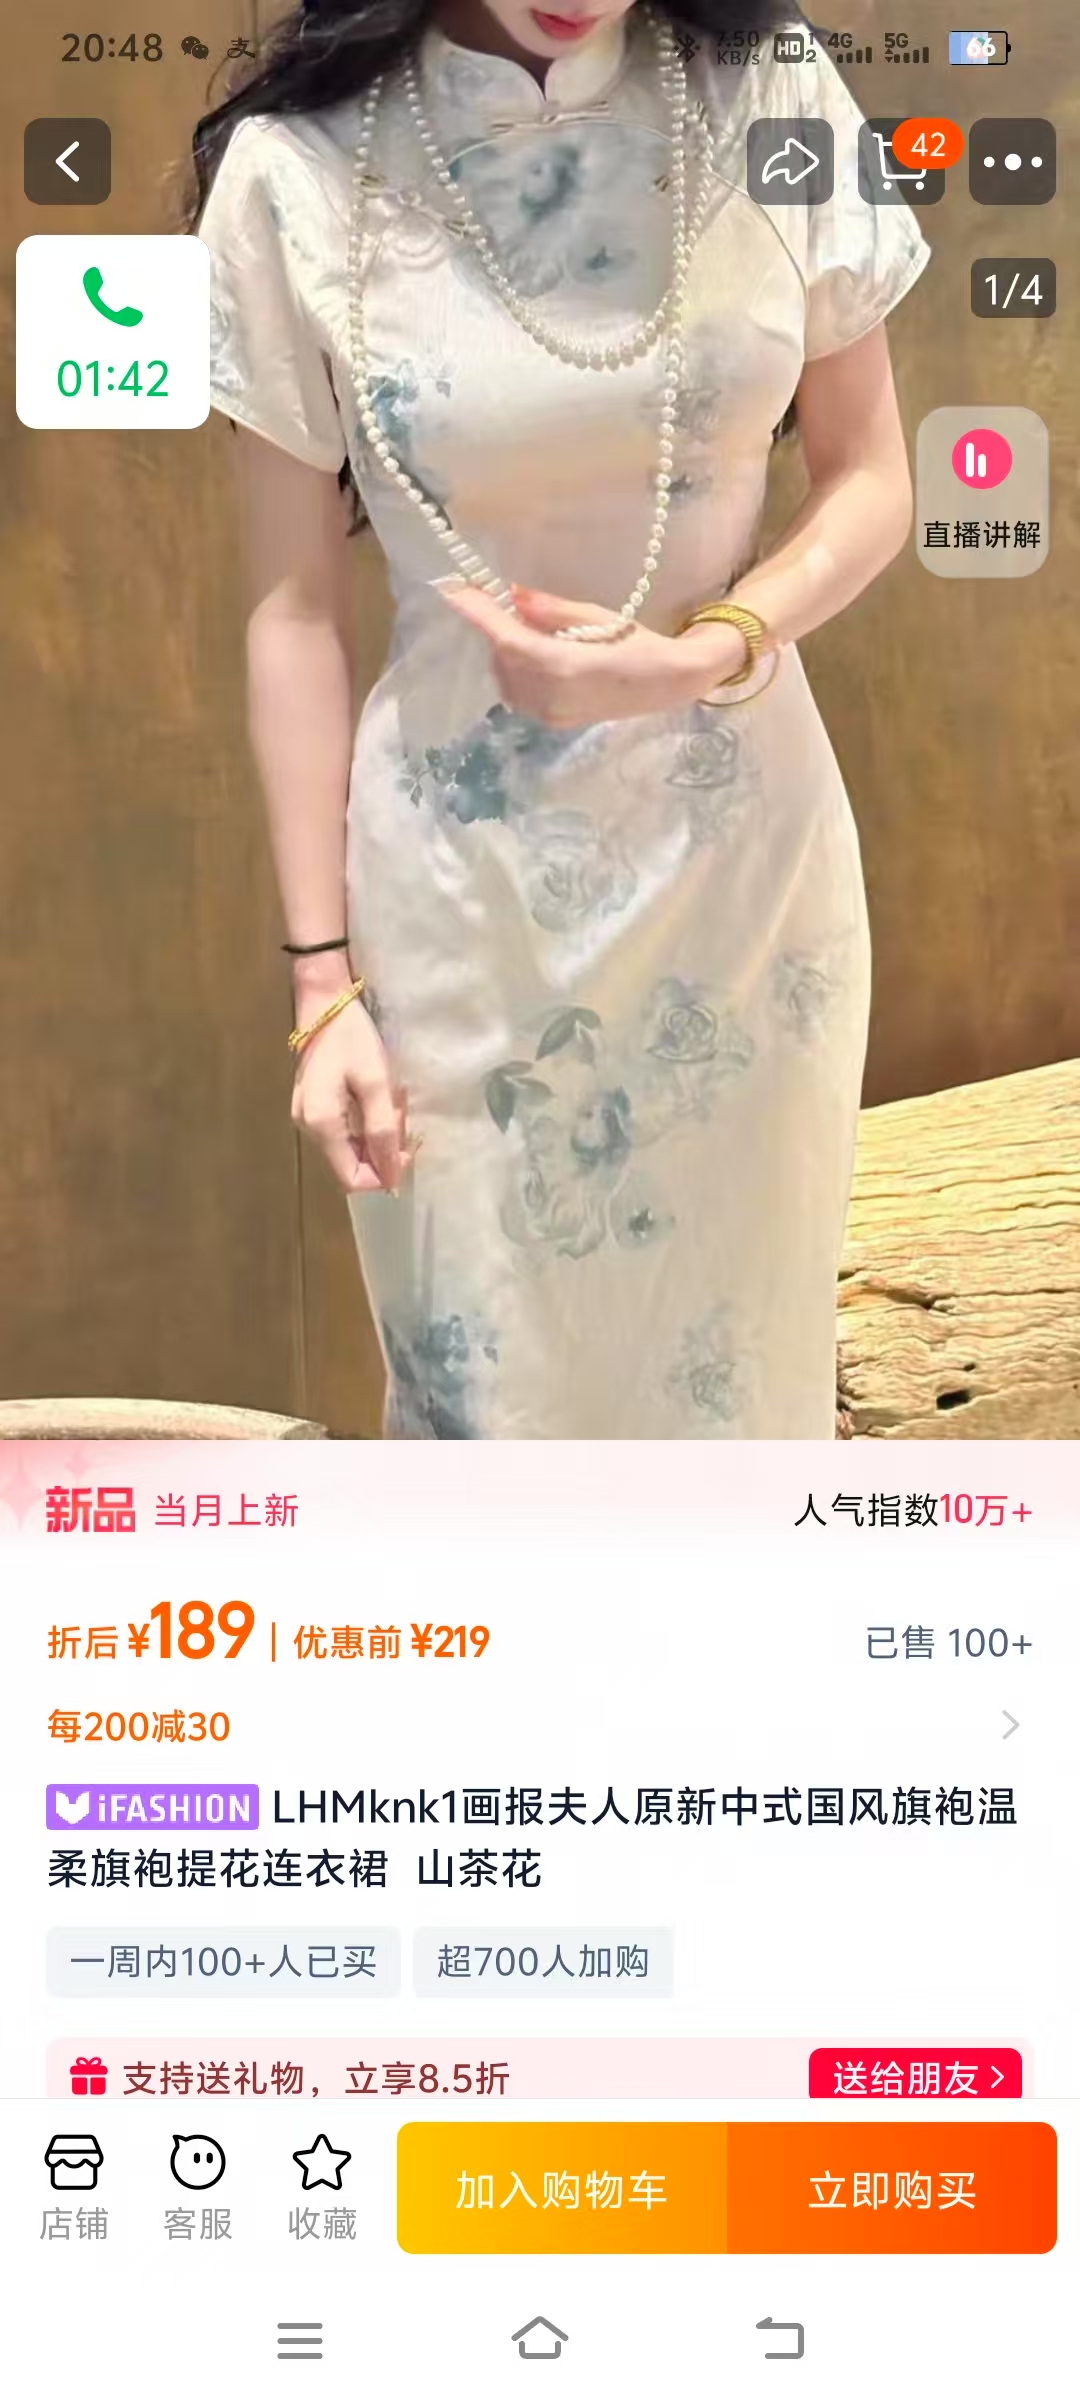 20:48 支 7.50 KB/s HD 1 2 4G 5G 66
42
1/4
01:42
直播讲解
新品 当月上新 人气指数10万+
折后 ¥189 | 优惠前 ¥219 已售 100+
每200减30
iFASHION LHMknk1画报夫人原新中式国风旗袍温
柔旗袍提花连衣裙 山茶花
一周内100+人已买 超700人加购
支持送礼物，立享8.5折 送给朋友
店铺 客服 收藏 加入购物车 立即购买